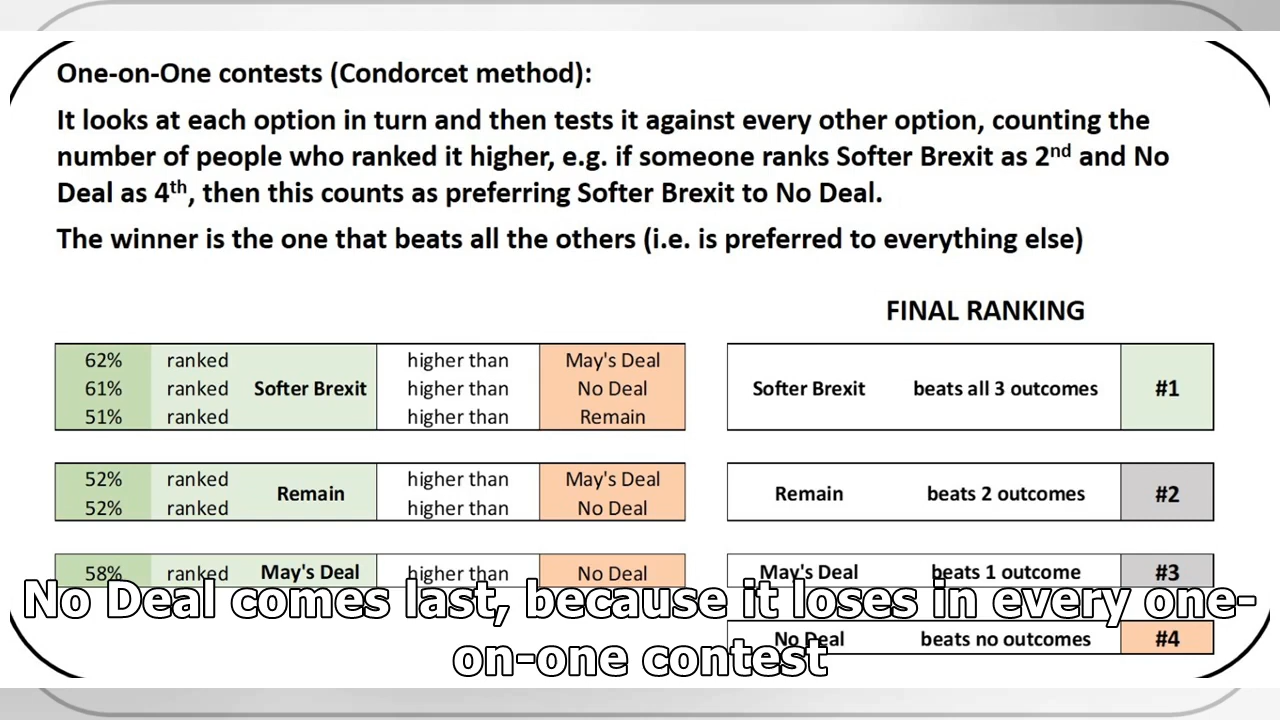 One-on-One contests (Condorcet method):
It looks at each option in turn and then tests it against every other option, counting the
number of people who ranked it higher, e.g. if someone ranks Softer Brexit as 2nd and No
Deal as 4th, then this counts as preferring Softer Brexit to No Deal.
The winner is the one that beats all the others (i.e. is preferred to everything else)
FINAL RANKING
62% ranked higher than May's Deal
61% ranked Softer Brexit higher than No Deal
51% ranked higher than Remain
Softer Brexit beats all 3 outcomes #1
52% ranked higher than May's Deal
Remain
52% ranked higher than No Deal
Remain beats 2 outcomes #2
58% ranked May's Deal higher than No Deal
May's Deal beats 1 outcome #3
No Deal beats no outcomes #4
No Deal comes last, because it loses in every one-
on-one contest